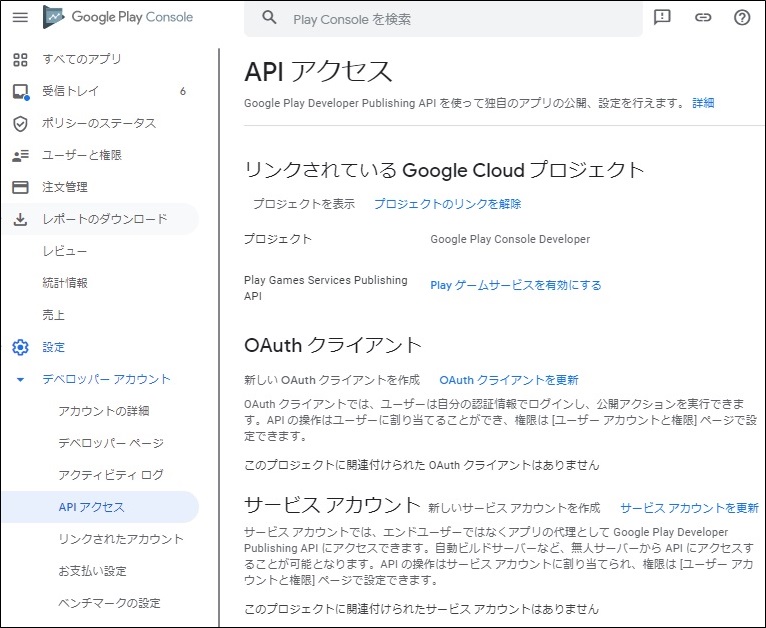 Google Play Console
Play Console を検索
すべてのアプリ
受信トレイ 6
ポリシーのステータス
ユーザーと権限
注文管理
レポートのダウンロード
レビュー
統計情報
売上
設定
デベロッパー アカウント
アカウントの詳細
デベロッパー ページ
アクティビティ ログ
API アクセス
リンクされたアカウント
お支払い設定
ベンチマークの設定
API アクセス
Google Play Developer Publishing API を使って独自のアプリの公開、設定を行えます。 詳細
リンクされている Google Cloud プロジェクト
プロジェクトを表示 プロジェクトのリンクを解除
プロジェクト Google Play Console Developer
Play Games Services Publishing
API
Play ゲームサービスを有効にする
OAuth クライアント
新しい OAuth クライアントを作成 OAuth クライアントを更新
OAuth クライアントでは、ユーザーは自分の認証情報でログインし、公開アクションを実行できま
す。API の操作はユーザーに割り当てることができ、権限は [ユーザー アカウントと権限] ページで設
定できます。
このプロジェクトに関連付けられた OAuth クライアントはありません
サービス アカウント 新しいサービス アカウントを作成 サービス アカウントを更新
サービス アカウントでは、エンドユーザーではなくアプリの代理として Google Play Developer
Publishing API にアクセスできます。自動ビルドサーバーなど、無人サーバーから API にアクセスす
ることが可能となります。API の操作はサービス アカウントに割り当てられ、権限は [ユーザー アカ
ウントと権限] ページで設定できます。
このプロジェクトに関連付けられたサービス アカウントはありません